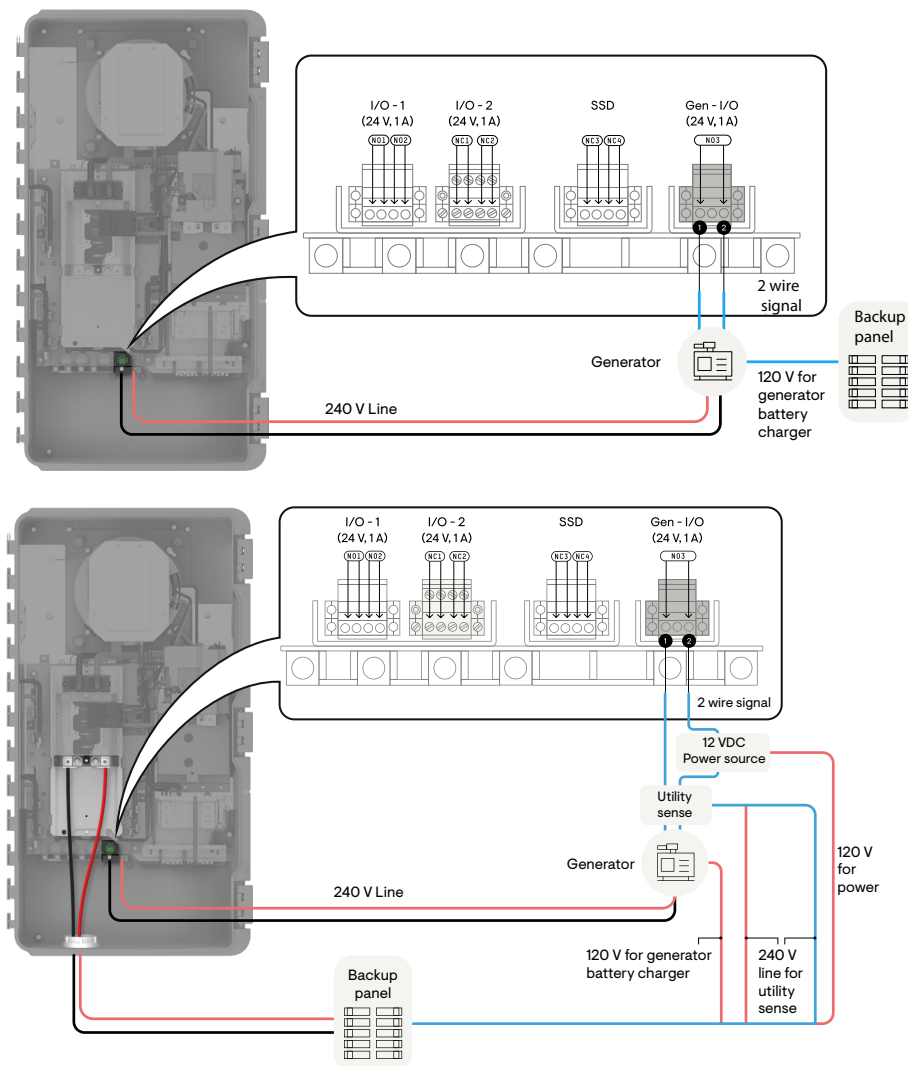 I/O - 1
(24 V, 1 A)
I/O - 2
(24 V, 1 A)
SSD
Gen - I/O
(24 V, 1 A)
NO1 NO2
NC1 NC2
NC3 NC4
NO3
1 2
2 wire
signal
Generator
Backup
panel
120 V for
generator
battery
charger
240 V Line
I/O - 1
(24 V, 1 A)
I/O - 2
(24 V, 1 A)
SSD
Gen - I/O
(24 V, 1 A)
NO1 NO2
NC1 NC2
NC3 NC4
NO3
1 2
2 wire signal
12 VDC
Power source
Utility
sense
Generator
120 V
for
power
240 V Line
120 V for generator
battery charger
240 V
line for
utility
sense
Backup
panel